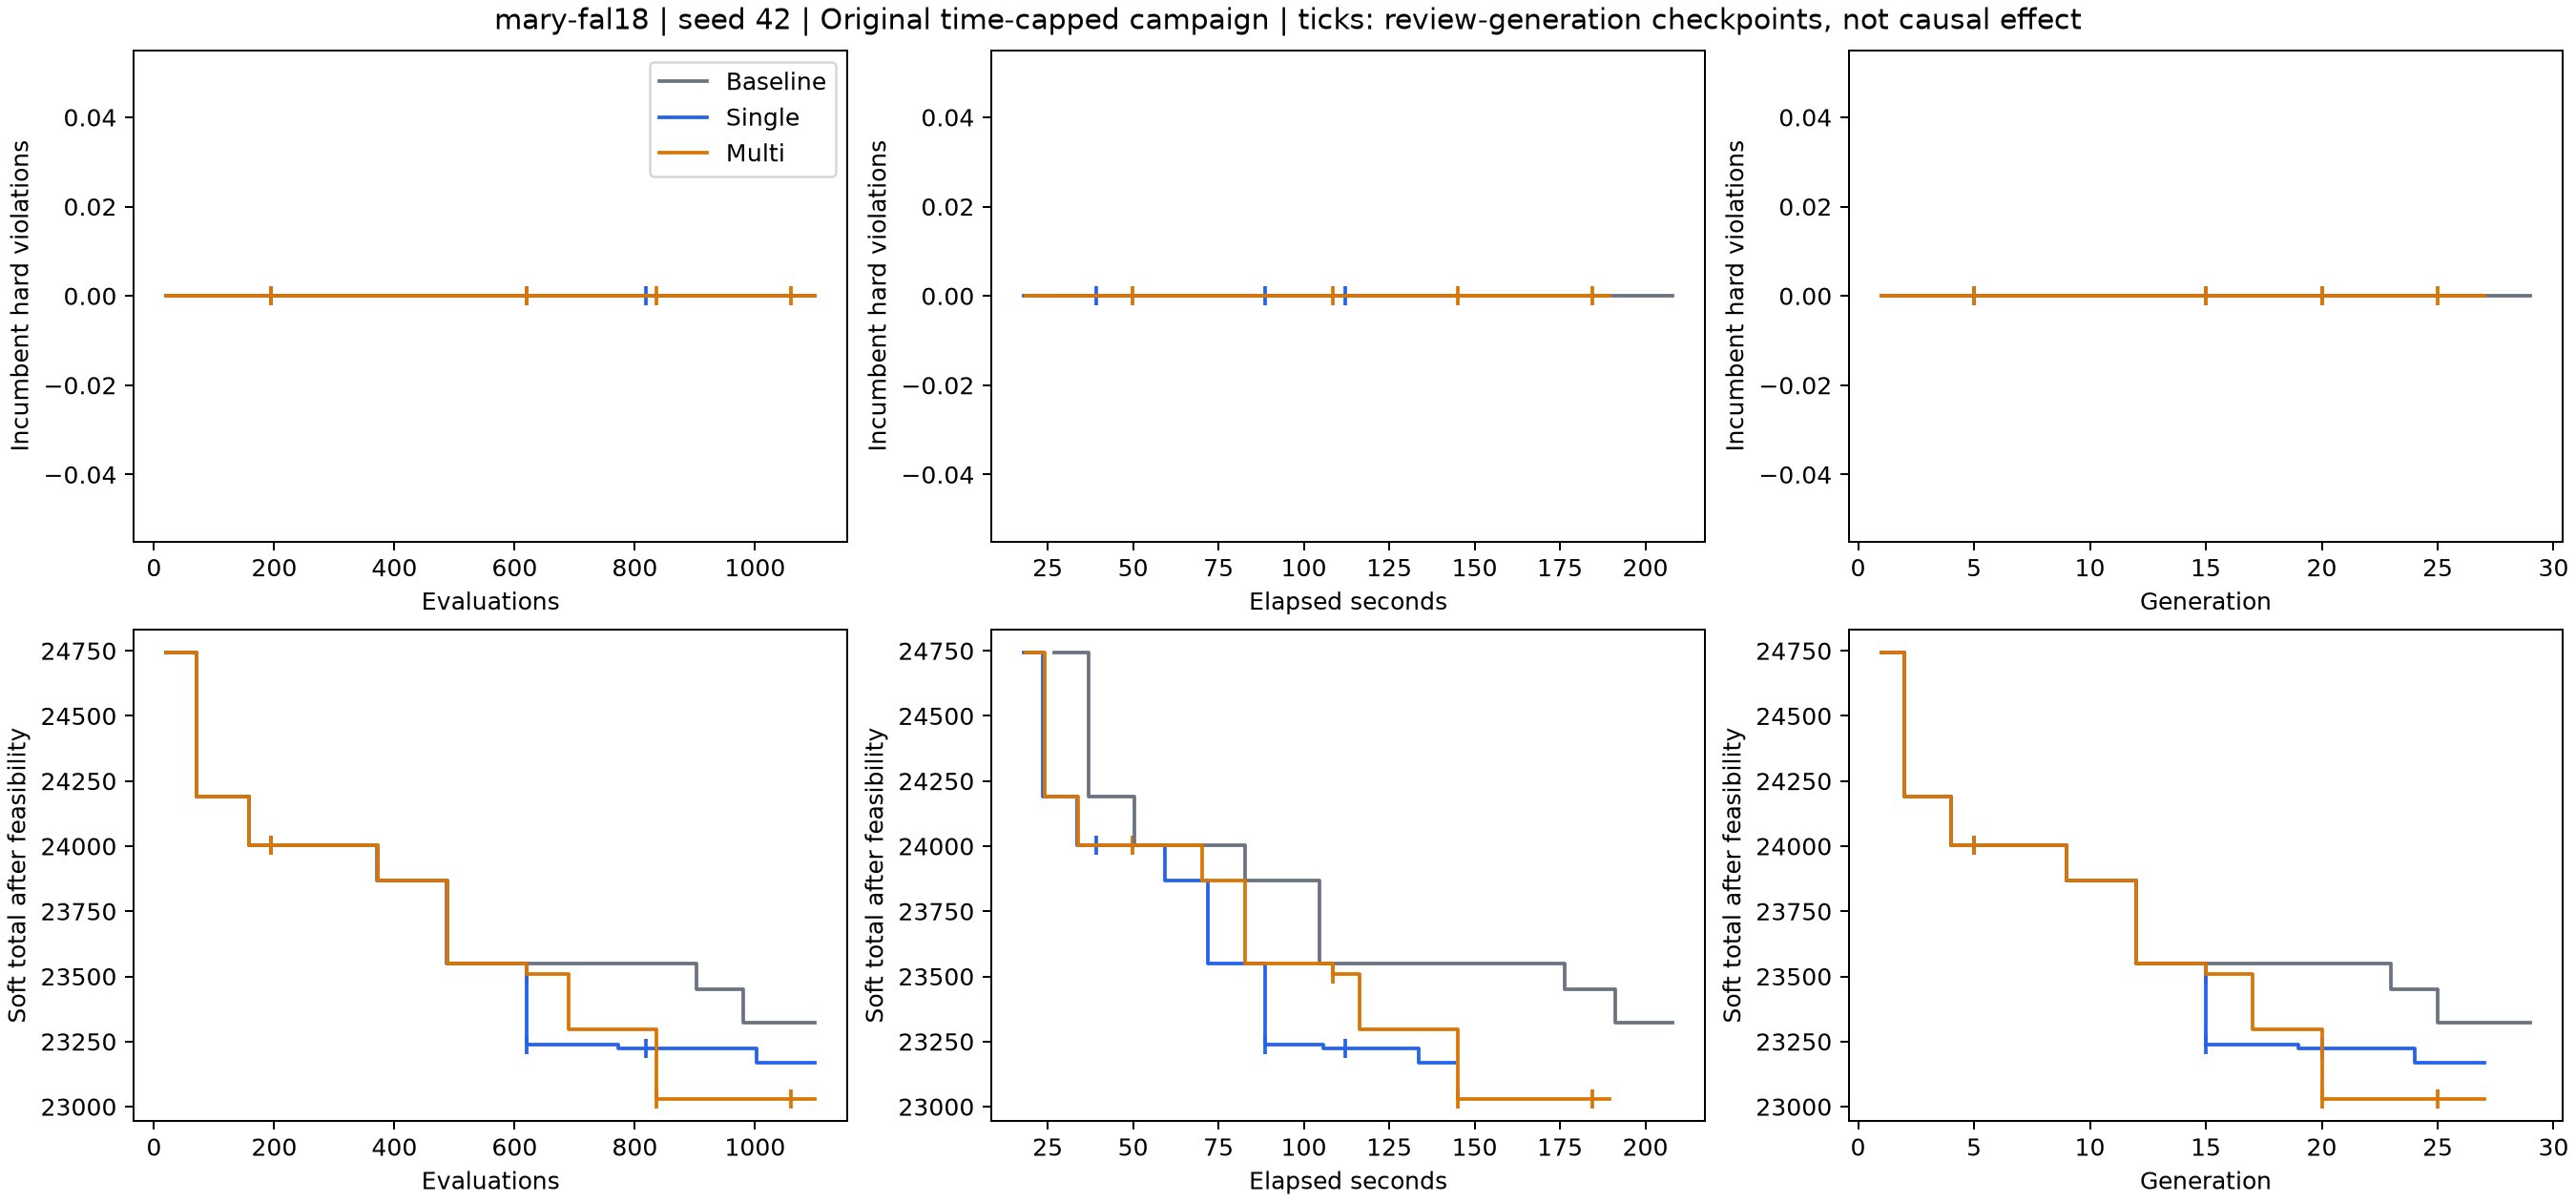 mary-fal18 | seed 42 | Original time-capped campaign | ticks: review-generation checkpoints, not causal effect
Baseline
Single
Multi
Incumbent hard violations
0.04
0.02
0.00
−0.02
−0.04
0 200 400 600 800 1000
Evaluations
Incumbent hard violations
0.04
0.02
0.00
−0.02
−0.04
25 50 75 100 125 150 175 200
Elapsed seconds
Incumbent hard violations
0.04
0.02
0.00
−0.02
−0.04
0 5 10 15 20 25 30
Generation
Soft total after feasibility
24750
24500
24250
24000
23750
23500
23250
23000
0 200 400 600 800 1000
Evaluations
Soft total after feasibility
24750
24500
24250
24000
23750
23500
23250
23000
25 50 75 100 125 150 175 200
Elapsed seconds
Soft total after feasibility
24750
24500
24250
24000
23750
23500
23250
23000
0 5 10 15 20 25 30
Generation